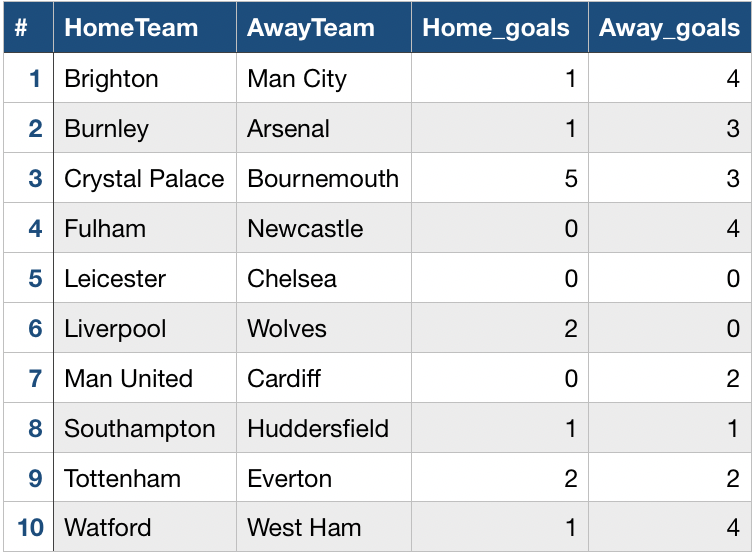 # HomeTeam AwayTeam Home_goals Away_goals
1 Brighton Man City 1 4
2 Burnley Arsenal 1 3
3 Crystal Palace Bournemouth 5 3
4 Fulham Newcastle 0 4
5 Leicester Chelsea 0 0
6 Liverpool Wolves 2 0
7 Man United Cardiff 0 2
8 Southampton Huddersfield 1 1
9 Tottenham Everton 2 2
10 Watford West Ham 1 4